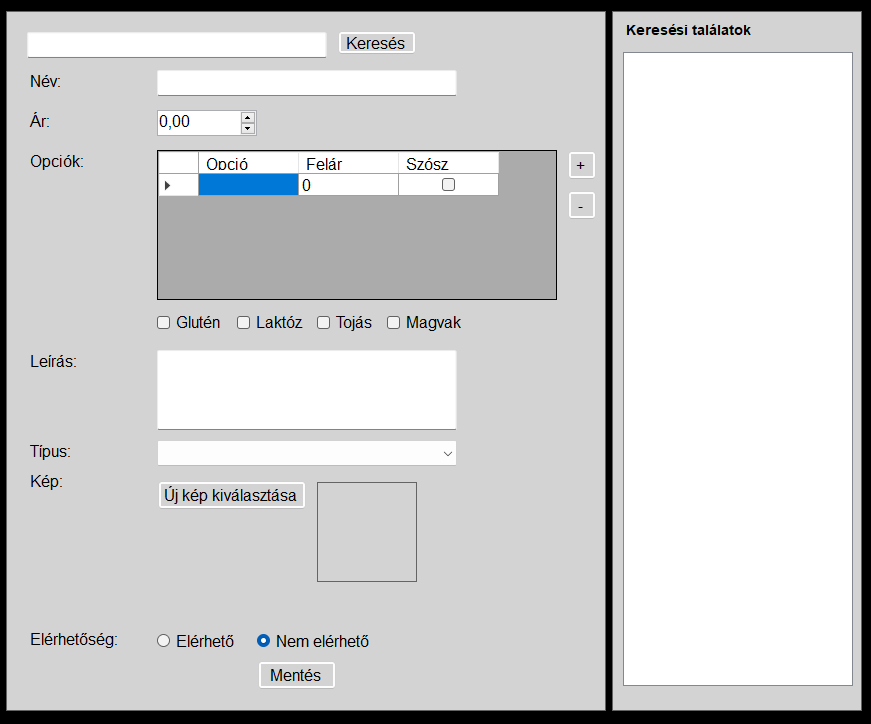 Keresés
Keresési találatok
Név:
Ár:
0,00
Opciók:
Opció Felár Szósz
+
0
-
Glutén Laktóz Tojás Magvak
Leírás:
Típus:
Kép:
Új kép kiválasztása
Elérhetőség:
Elérhető Nem elérhető
Mentés